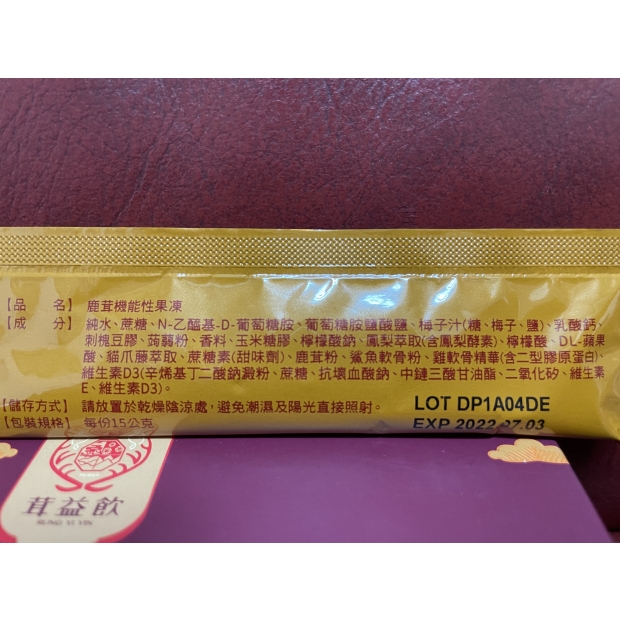 【品　　名】 鹿茸機能性果凍
【成　　分】 純水、蔗糖、N-乙醯基-D-葡萄糖胺、葡萄糖胺鹽酸鹽、梅子汁(糖、梅子、鹽)、乳酸鈣、
刺槐豆膠、蒟蒻粉、香料、玉米糖膠、檸檬酸鈉、鳳梨萃取(含鳳梨酵素)、檸檬酸、DL-蘋果
酸、貓爪藤萃取、蔗糖素(甜味劑)、鹿茸粉、鯊魚軟骨粉、雞軟骨精華(含二型膠原蛋白)、
維生素D3(辛烯基丁二酸鈉澱粉、蔗糖、抗壞血酸鈉、中鏈三酸甘油酯、二氧化矽、維生素
E、維生素D3)。
【儲存方式】 請放置於乾燥陰涼處，避免潮濕及陽光直接照射。
【包裝規格】 每份15公克
LOT DP1A04DE
EXP 2022.07.03
茸益飲
RUNG YI YIN